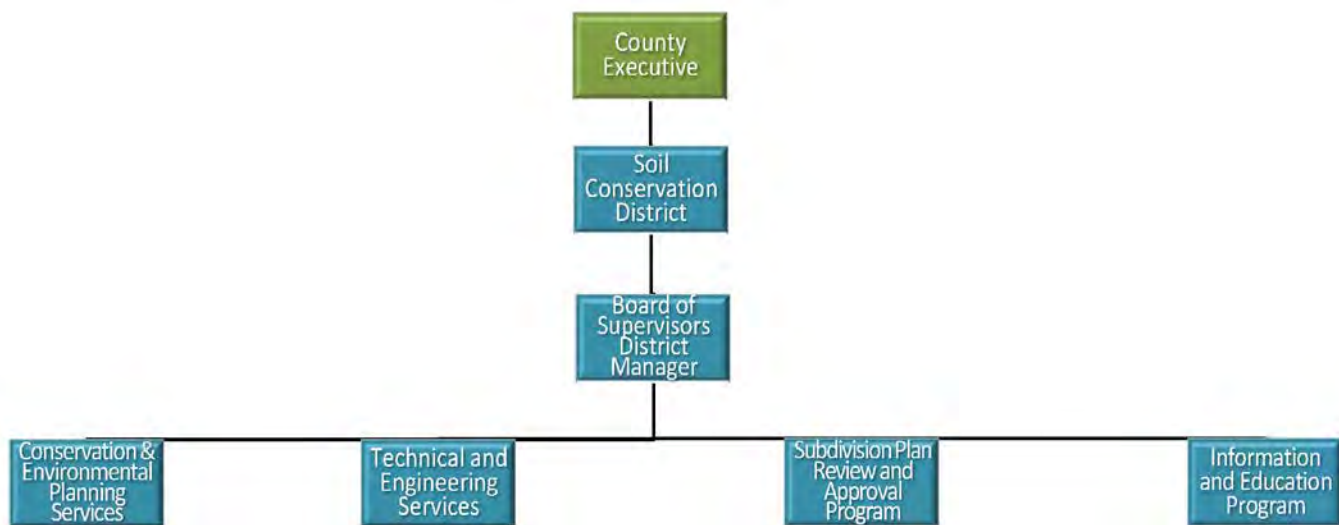 County
Executive
Soil
Conservation
District
Board of
Supervisors
District
Manager
Conservation &
Environmental
Planning
Services
Technical and
Engineering
Services
Subdivision Plan
Review and
Approval
Program
Information
and Education
Program